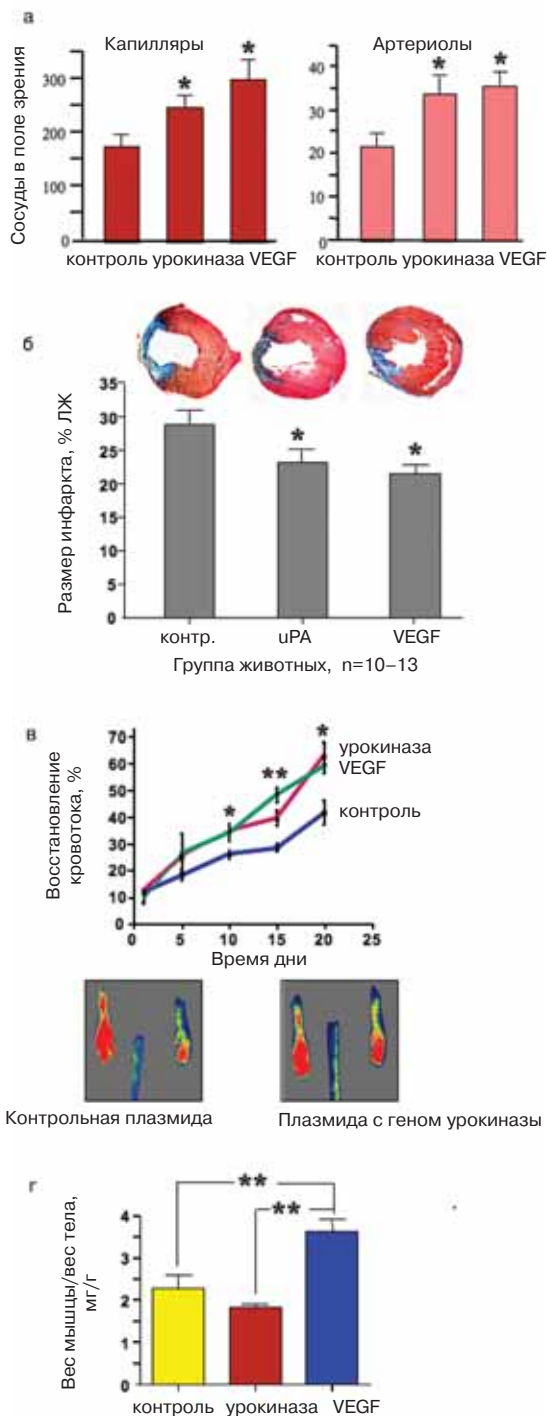 а
Капилляры
Артериолы
Сосуды в поле зрения
300
200
100
0
* *
40
30
20
10
0
* *
контроль урокиназа VEGF
контроль урокиназа VEGF
б
Размер инфаркта, % ЛЖ
35
30
25
20
15
10
5
0
* *
контр. uPA VEGF
Группа животных, n=10–13
в
Восстановление
кровотока, %
70
60
50
40
30
20
10
0
* ** *
урокиназа
VEGF
контроль
0 5 10 15 20 25
Время дни
Контрольная плазмида
Плазмида с геном урокиназы
г
**
**
Вес мышцы/вес тела,
мг/г
4
3
2
1
0
контроль урокиназа VEGF